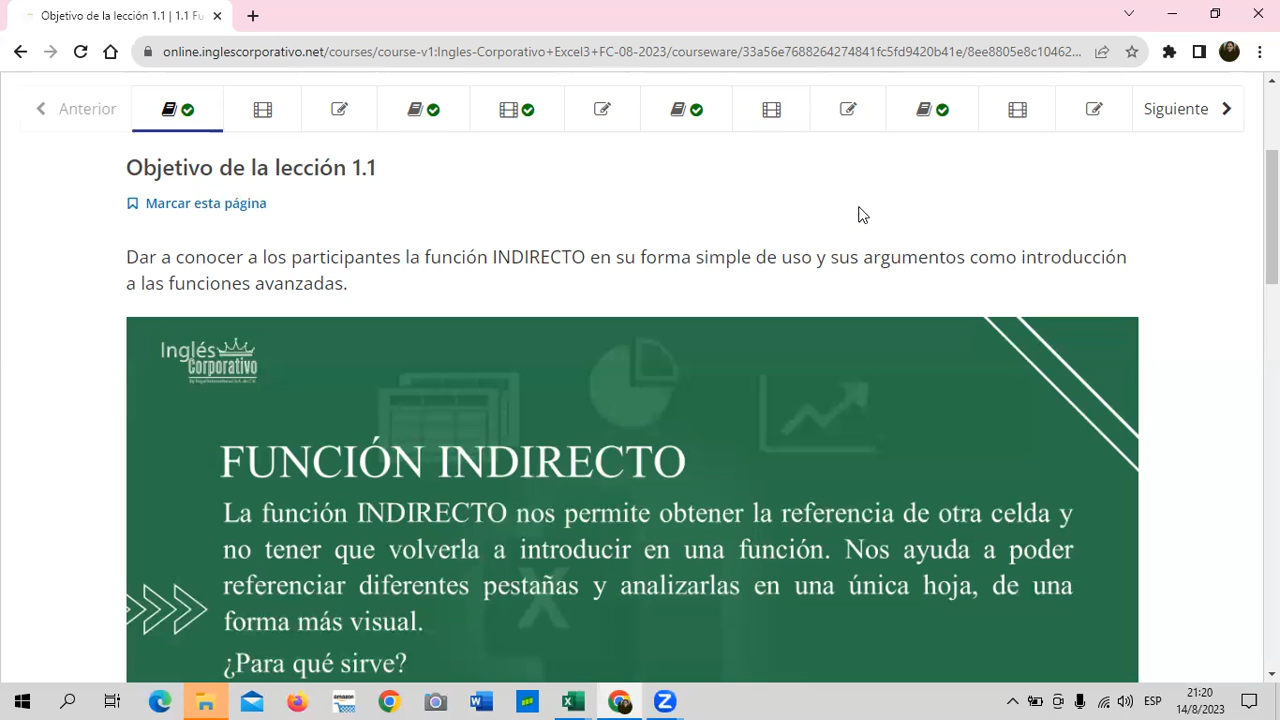 Objetivo de la lección 1.1 | 1.1 Fu
online.inglescorporativo.net/courses/course-v1:Ingles-Corporativo+Excel3+FC-08-2023/courseware/33a56e7688264274841fc5fd9420b41e/8ee8805e8c10462...
Anterior
Siguiente
Objetivo de la lección 1.1
Marcar esta página
Dar a conocer a los participantes la función INDIRECTO en su forma simple de uso y sus argumentos como introducción
a las funciones avanzadas.
Inglés
Corporativo
FUNCIÓN INDIRECTO
La función INDIRECTO nos permite obtener la referencia de otra celda y
no tener que volverla a introducir en una función. Nos ayuda a poder
referenciar diferentes pestañas y analizarlas en una única hoja, de una
forma más visual.
¿Para qué sirve?
amazon
ESP
21:20
14/8/2023